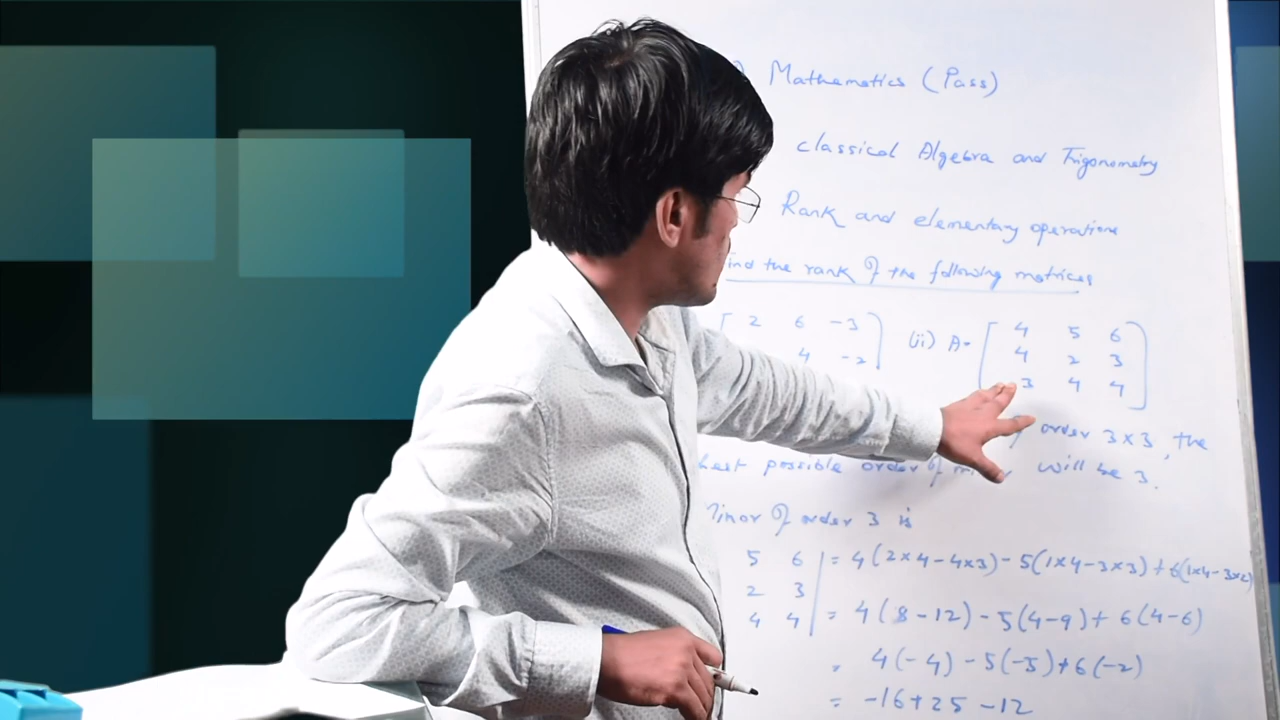 Mathematics (Pass)
classical Algebra and Trigonometry
Rank and elementary operations
ind the rank of the following matrices
2 6 -3 (ii) A= 4 5 6
4 -2 4 2 3
3 4 4
order 3×3, the
hest possible order of will be 3.
Minor of order 3 is
5 6 = 4(2×4-4×3)-5(1×4-3×3)+6(1×4-3×2)
2 3
4 4 = 4(8-12)-5(4-9)+6(4-6)
= 4(-4)-5(-5)+6(-2)
= -16+25-12